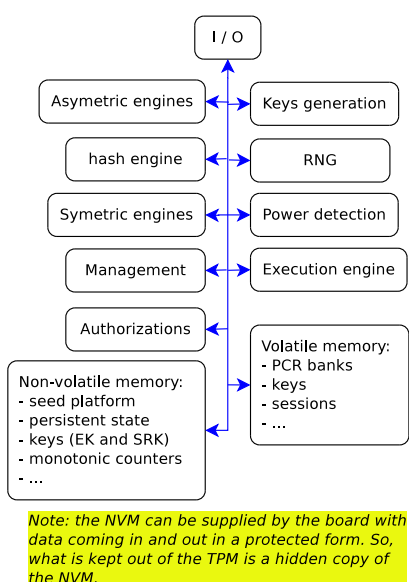 I / O
Asymetric engines
Keys generation
hash engine
RNG
Symetric engines
Power detection
Management
Execution engine
Authorizations
Volatile memory:
- PCR banks
- keys
- sessions
- ...
Non-volatile memory:
- seed platform
- persistent state
- keys (EK and SRK)
- monotonic counters
- ...
Note: the NVM can be supplied by the board with
data coming in and out in a protected form. So,
what is kept out of the TPM is a hidden copy of
the NVM.